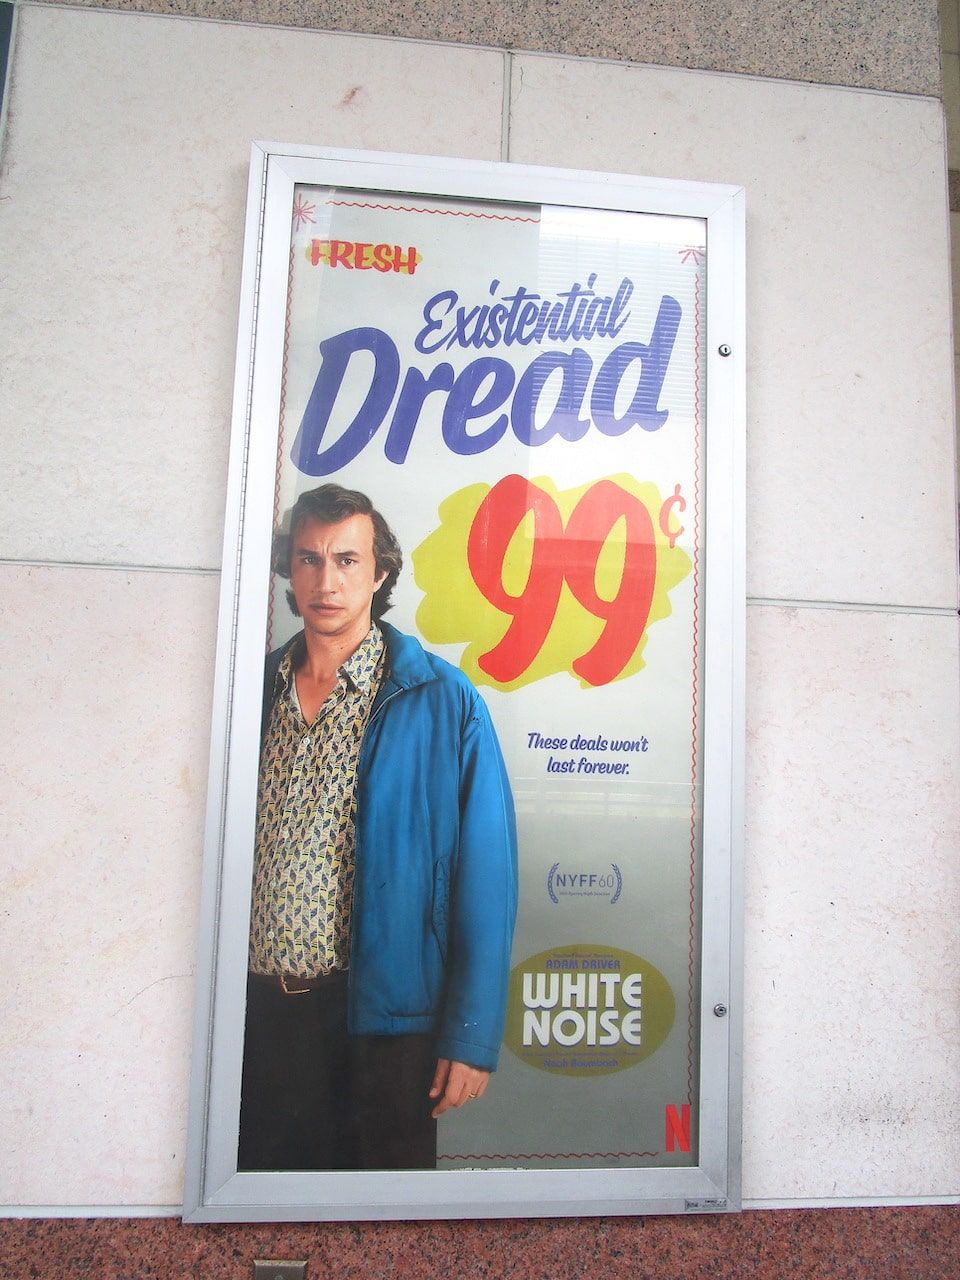 FRESH
Existential
Dread
99¢
These deals won't
last forever.
NYFF60
ADAM DRIVER
WHITE
NOISE
Noah Baumbach
N